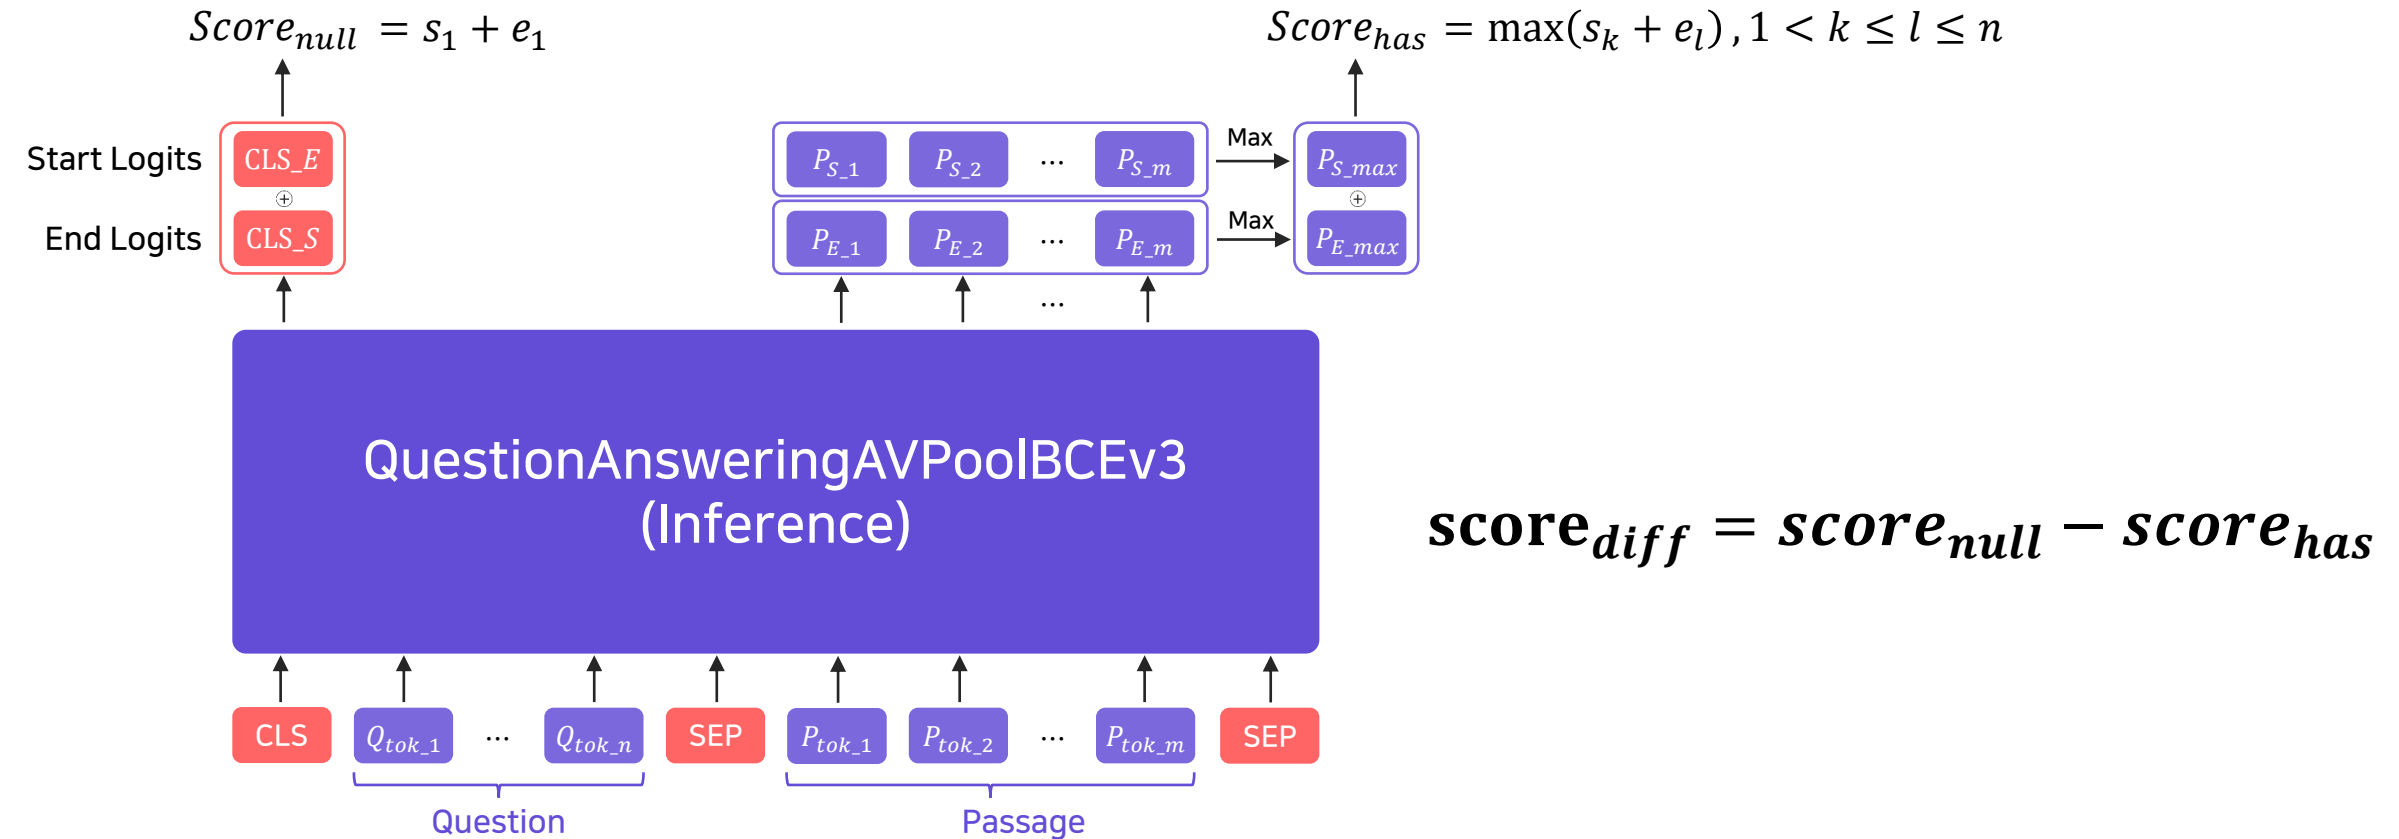 Score_null = s_1 + e_1
Score_has = max(s_k + e_l) , 1 < k ≤ l ≤ n
Start Logits CLS_E P_S_1 P_S_2 ... P_S_m Max P_S_max
⊕ ⊕
End Logits CLS_S P_E_1 P_E_2 ... P_E_m Max P_E_max
...
QuestionAnsweringAVPoolBCEv3
(Inference)
score_diff = score_null − score_has
CLS Q_tok_1 ... Q_tok_n SEP P_tok_1 P_tok_2 ... P_tok_m SEP
Question Passage